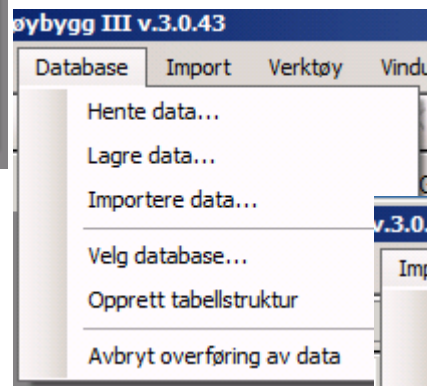 øybygg III v.3.0.43
Database Import Verktøy Vindu
Hente data...
Lagre data...
Importere data...
v.3.0.
Velg database...
Imp
Opprett tabellstruktur
Avbryt overføring av data